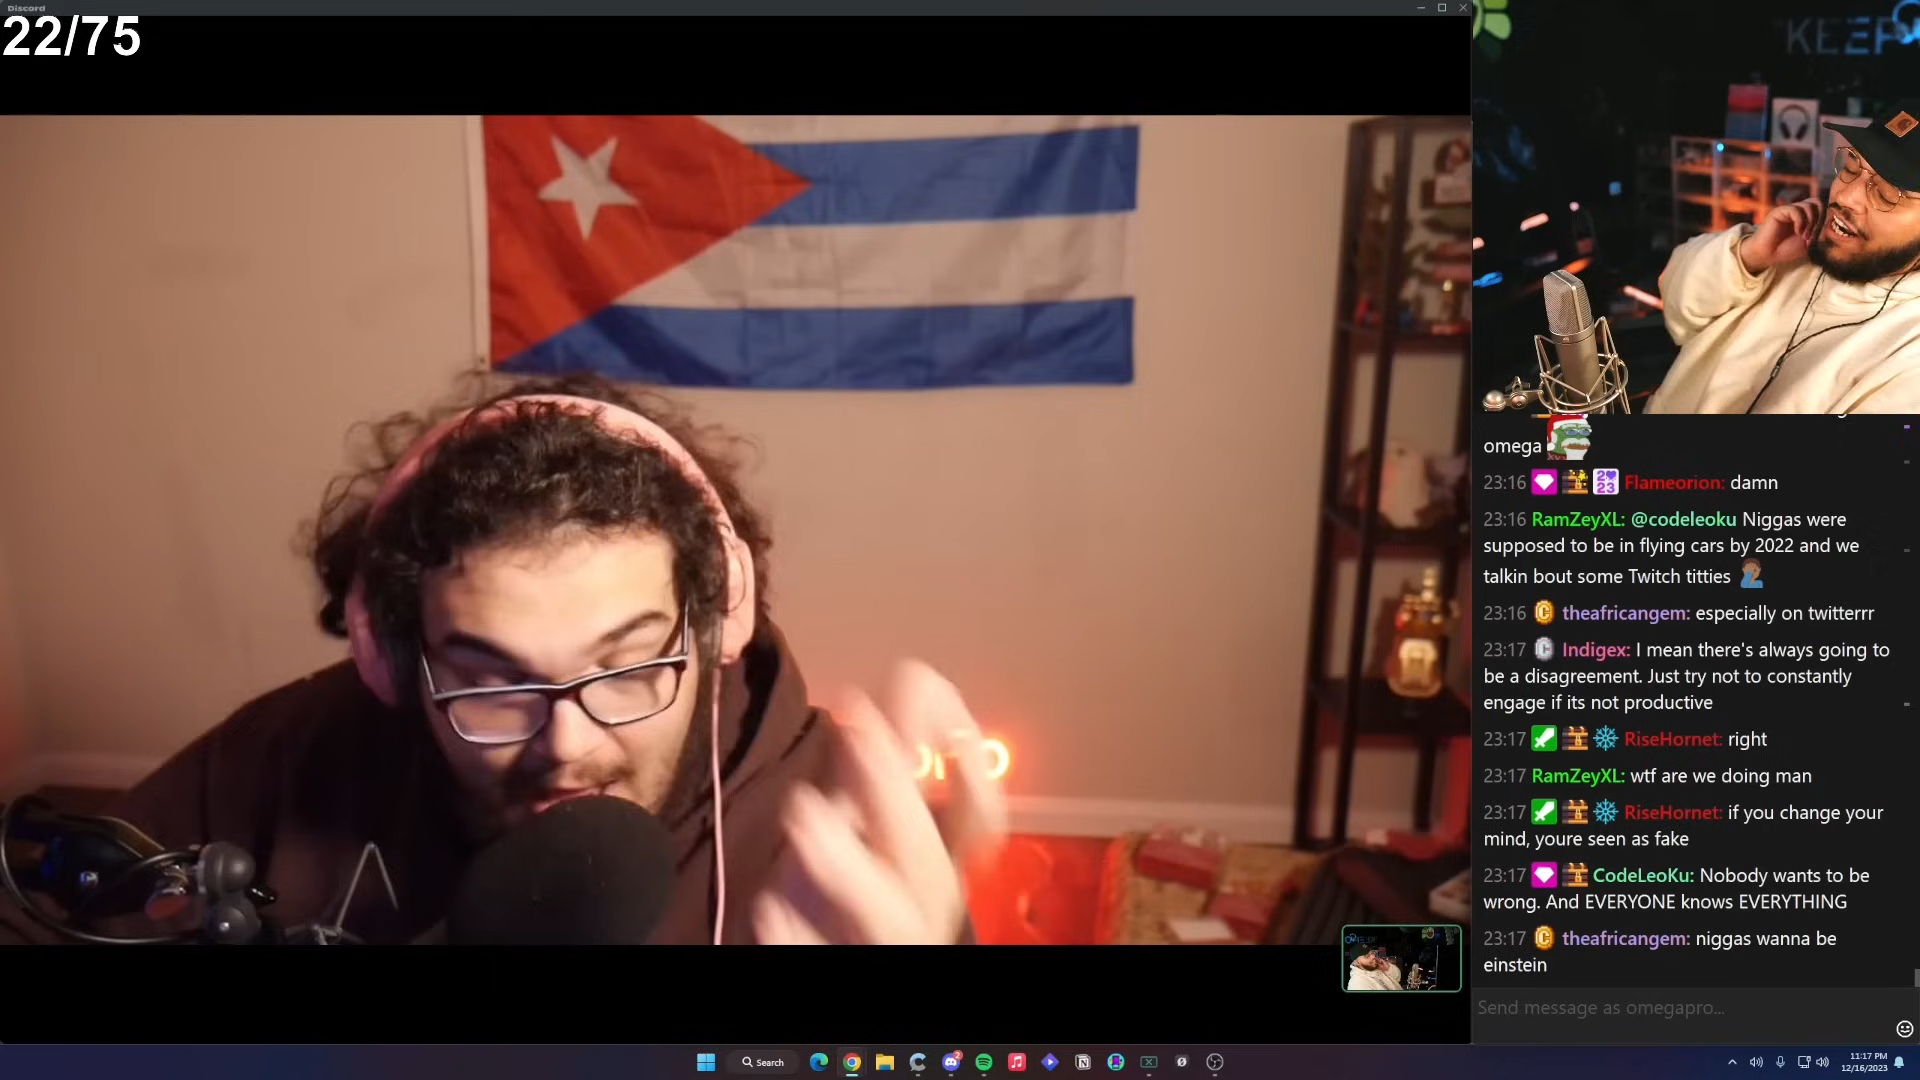 Discord
22/75
KEEP
omega
23:16 Flameorion: damn
23:16 RamZeyXL: @codeleoku Niggas were
supposed to be in flying cars by 2022 and we
talkin bout some Twitch titties
23:16 theafricangem: especially on twitterrr
23:17 Indigex: I mean there's always going to
be a disagreement. Just try not to constantly
engage if its not productive
23:17 RiseHornet: right
23:17 RamZeyXL: wtf are we doing man
23:17 RiseHornet: if you change your
mind, youre seen as fake
23:17 CodeLeoKu: Nobody wants to be
wrong. And EVERYONE knows EVERYTHING
23:17 theafricangem: niggas wanna be
einstein
Send message as omegapro...
Search
11:17 PM
12/16/2023